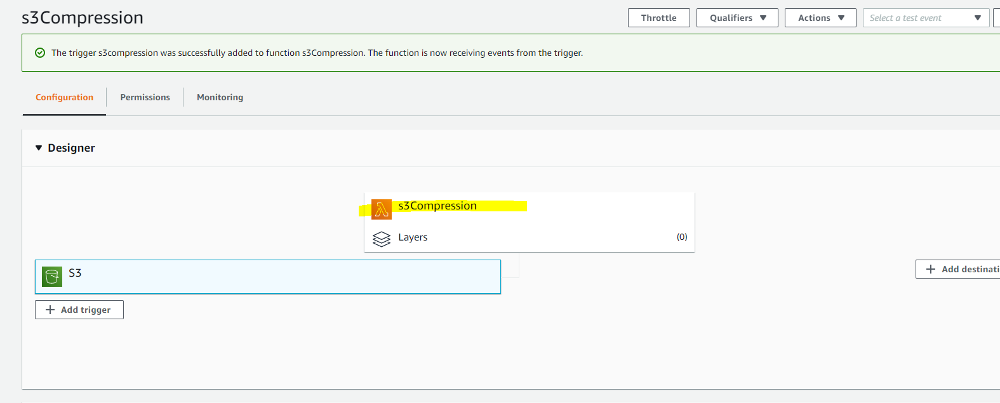 s3Compression
Throttle
Qualifiers
Actions
Select a test event
The trigger s3compression was successfully added to function s3Compression. The function is now receiving events from the trigger.
Configuration
Permissions
Monitoring
Designer
s3Compression
Layers
(0)
S3
Add destinati
Add trigger